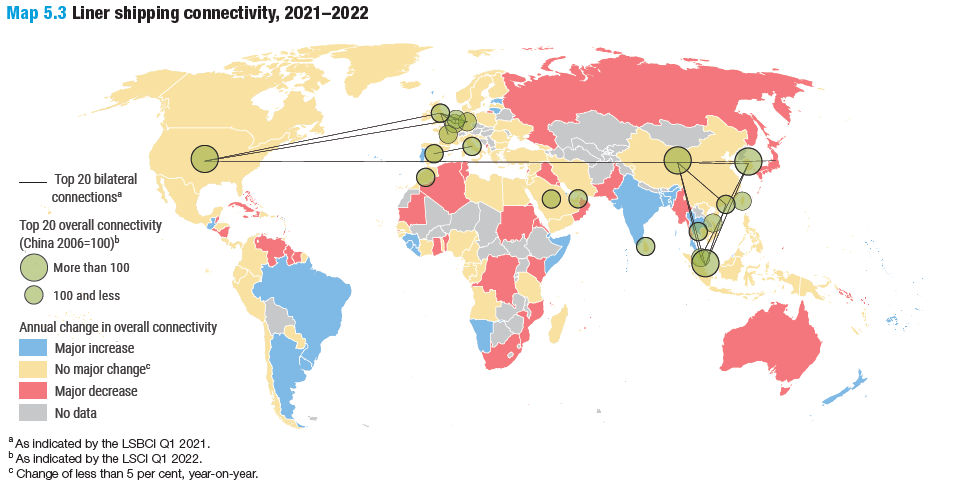 Map 5.3 Liner shipping connectivity, 2021–2022
Top 20 bilateral
connectionsᵃ
Top 20 overall connectivity
(China 2006=100)ᵇ
More than 100
100 and less
Annual change in overall connectivity
Major increase
No major changeᶜ
Major decrease
No data
ᵃ As indicated by the LSBCI Q1 2021.
ᵇ As indicated by the LSCI Q1 2022.
ᶜ Change of less than 5 per cent, year-on-year.